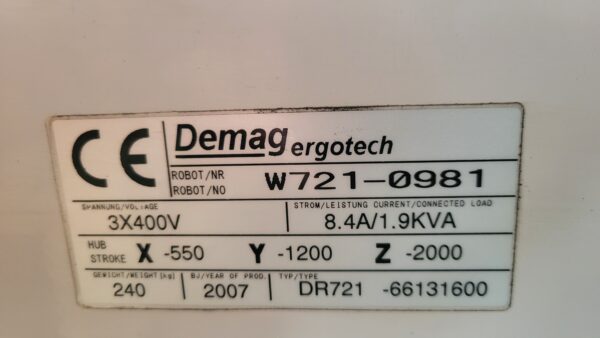 CE Demag ergotech
ROBOT/NR
ROBOT/NO W721-0981
SPANNUNG/VOLTAGE STROM/LEISTUNG CURRENT/CONNECTED LOAD
3X400V 8.4A/1.9KVA
HUB
STROKE X -550 Y -1200 Z -2000
GEWICHT/WEIGHT [kg] BJ/YEAR OF PROD. TYP/TYPE
240 2007 DR721 -66131600